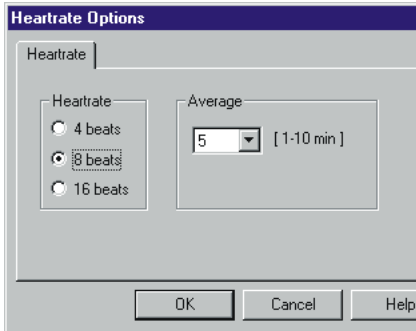 Heartrate Options
Heartrate
Heartrate
4 beats
8 beats
16 beats
Average
5 [ 1-10 min ]
OK Cancel Help